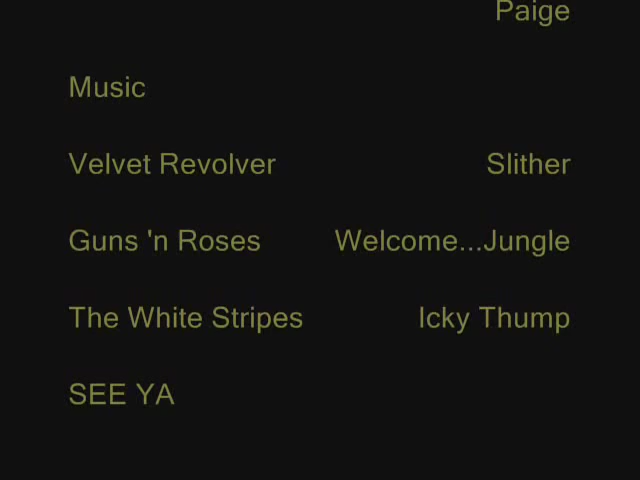 Paige
Music
Velvet Revolver Slither
Guns 'n Roses Welcome...Jungle
The White Stripes Icky Thump
SEE YA